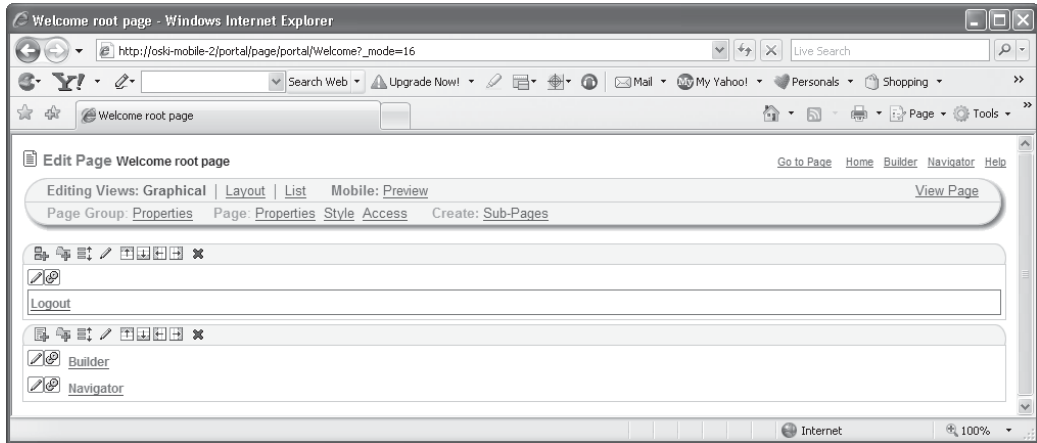 Welcome root page - Windows Internet Explorer
http://oski-mobile-2/portal/page/portal/Welcome?_mode=16
Live Search
Y!
Search Web
Upgrade Now!
Mail
My Yahoo!
Personals
Shopping
Welcome root page
Page
Tools
Edit Page Welcome root page
Go to Page Home Builder Navigator Help
Editing Views: Graphical | Layout | List Mobile: Preview
View Page
Page Group: Properties Page: Properties Style Access Create: Sub-Pages
Logout
Builder
Navigator
Internet
100%